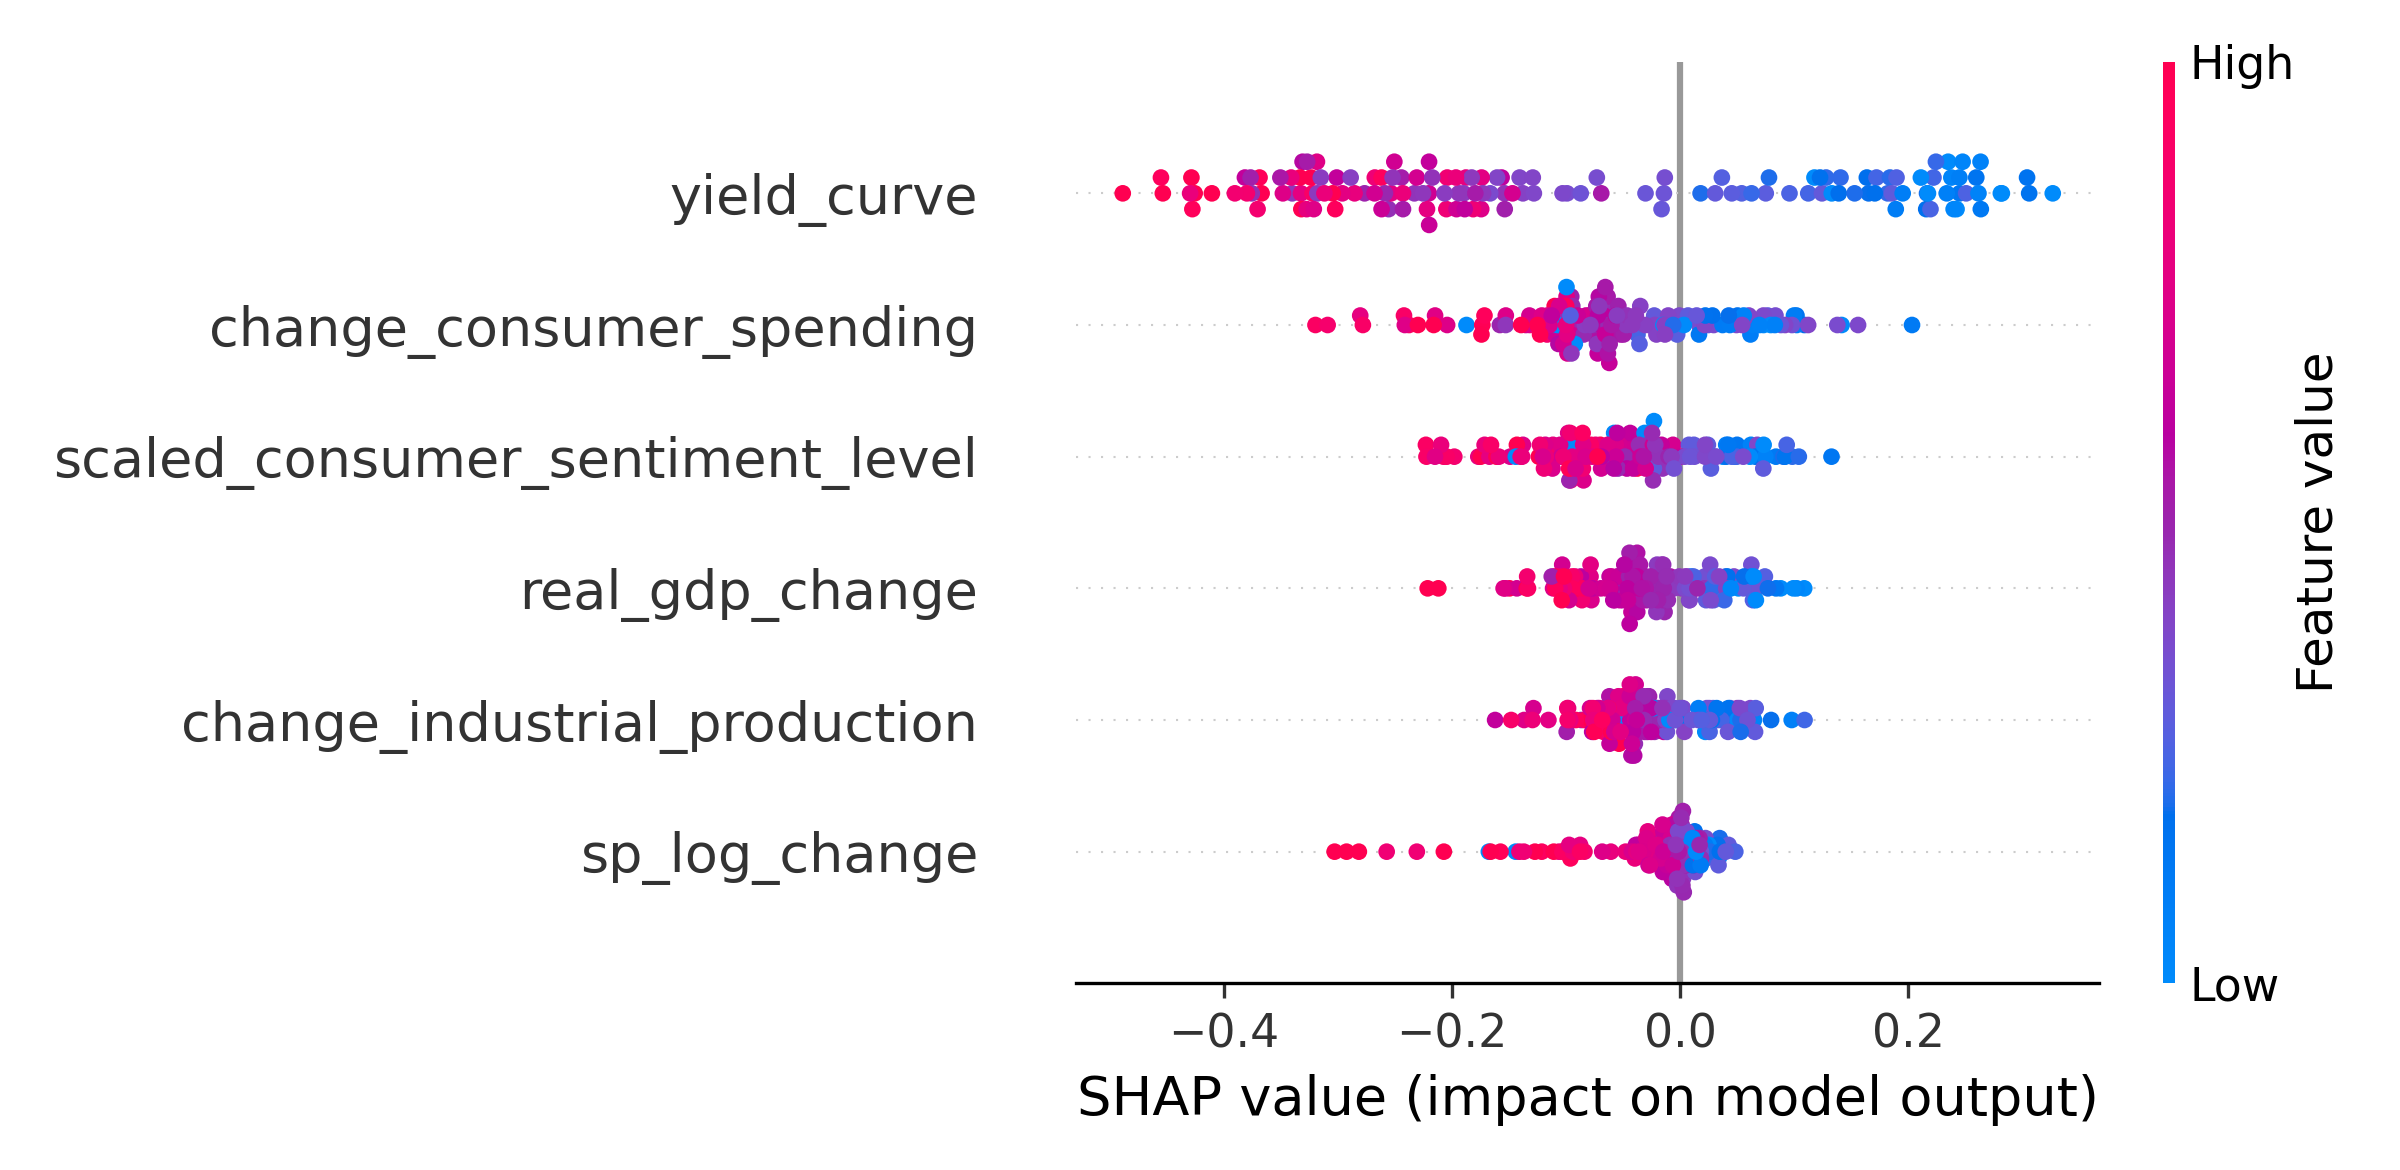 High
yield_curve
change_consumer_spending
scaled_consumer_sentiment_level
real_gdp_change
change_industrial_production
sp_log_change
Feature value
Low
−0.4 −0.2 0.0 0.2
SHAP value (impact on model output)